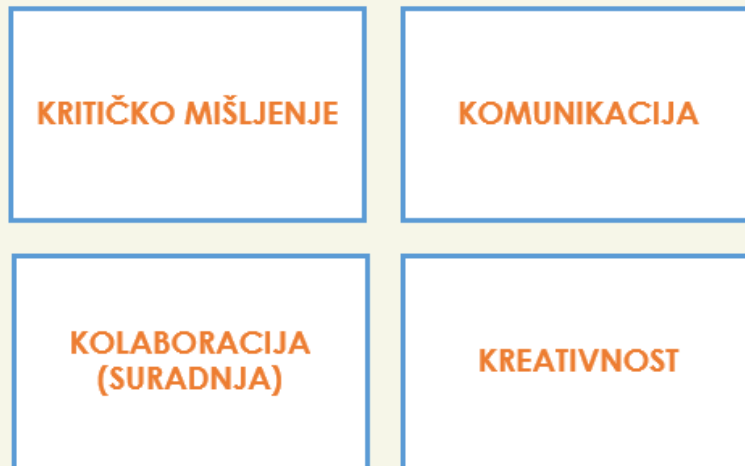 KRITIČKO MIŠLJENJE
KOMUNIKACIJA
KOLABORACIJA
(SURADNJA)
KREATIVNOST